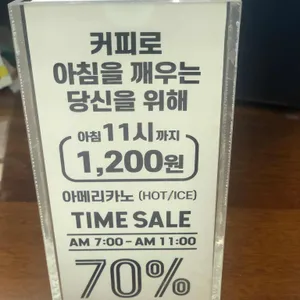 커피로
아침을 깨우는
당신을 위해
아침 11시까지
1,200원
아메리카노 (HOT/ICE)
TIME SALE
AM 7:00 - AM 11:00
70%